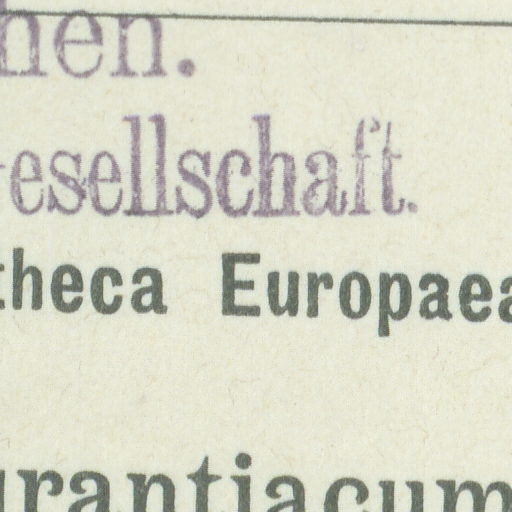 hen.
esellschaft.
theca Europaea
urantiacum